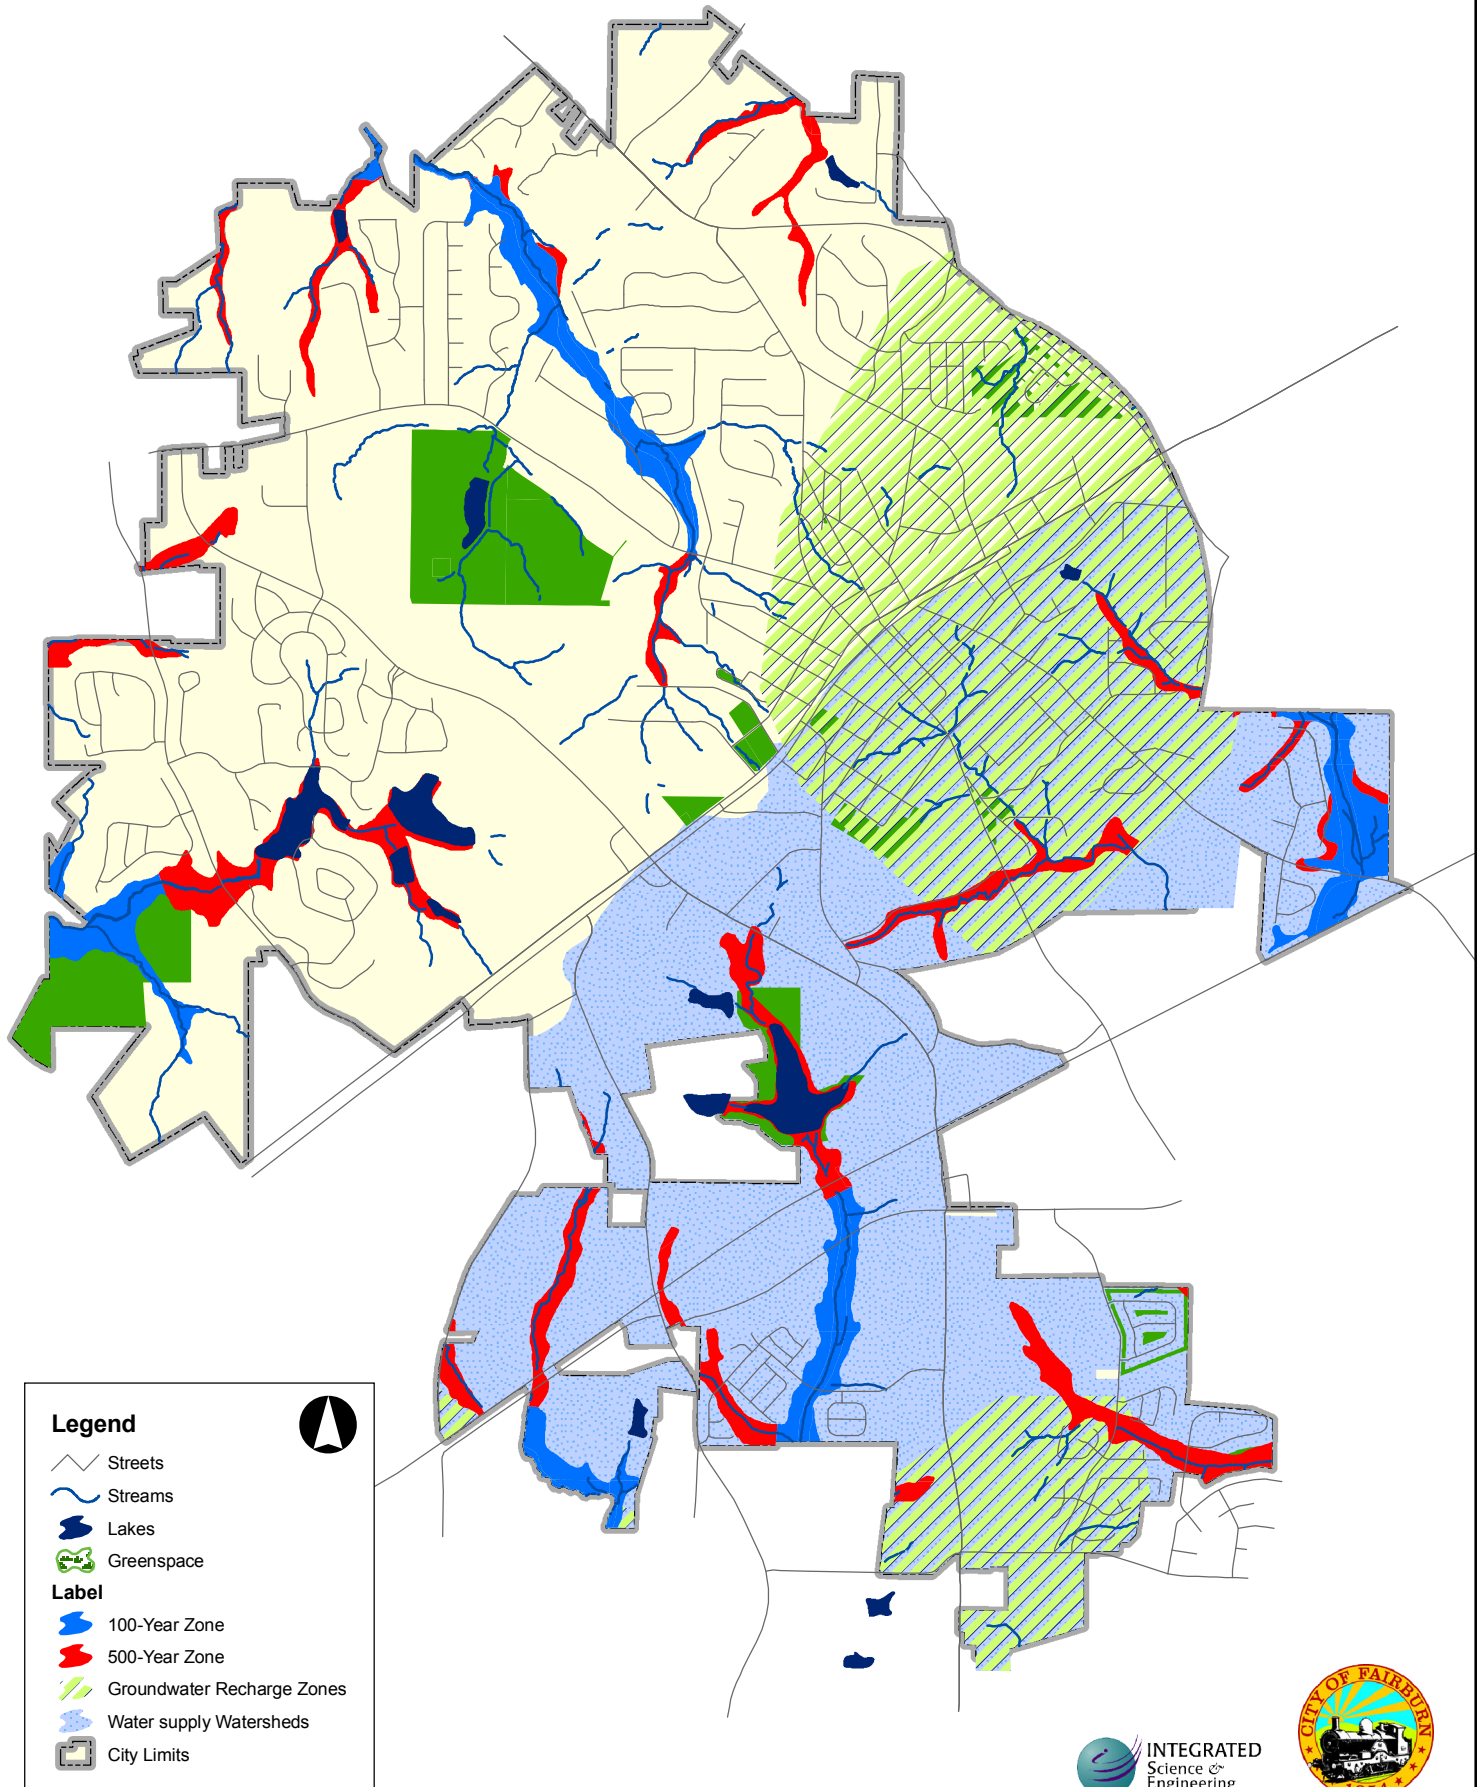 Legend
Streets
Streams
Lakes
Greenspace
Label
100-Year Zone
500-Year Zone
Groundwater Recharge Zones
Water supply Watersheds
City Limits
INTEGRATED
Science &
Engineering
CITY OF FAIRBURN